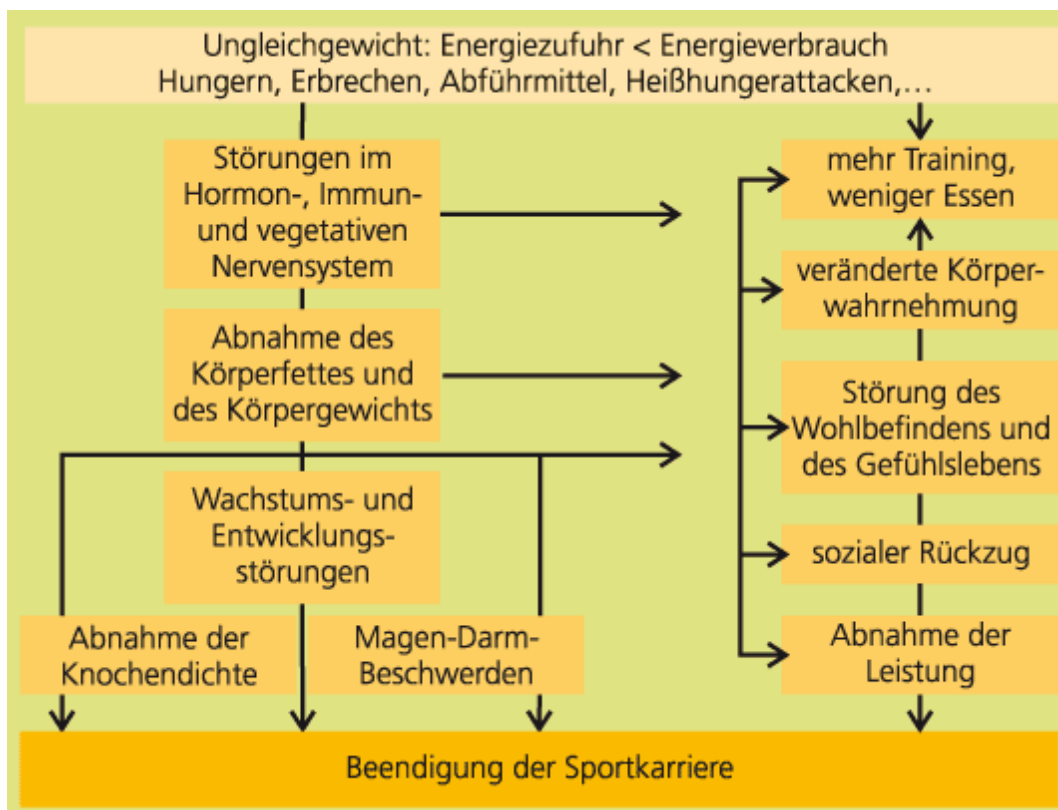 Ungleichgewicht: Energiezufuhr < Energieverbrauch
Hungern, Erbrechen, Abführmittel, Heißhungerattacken,...
Störungen im
Hormon-, Immun-
und vegetativen
Nervensystem
Abnahme des
Körperfettes und
des Körpergewichts
Wachstums- und
Entwicklungs-
störungen
Abnahme der
Knochendichte
Magen-Darm-
Beschwerden
mehr Training,
weniger Essen
veränderte Körper-
wahrnehmung
Störung des
Wohlbefindens und
des Gefühlslebens
sozialer Rückzug
Abnahme der
Leistung
Beendigung der Sportkarriere